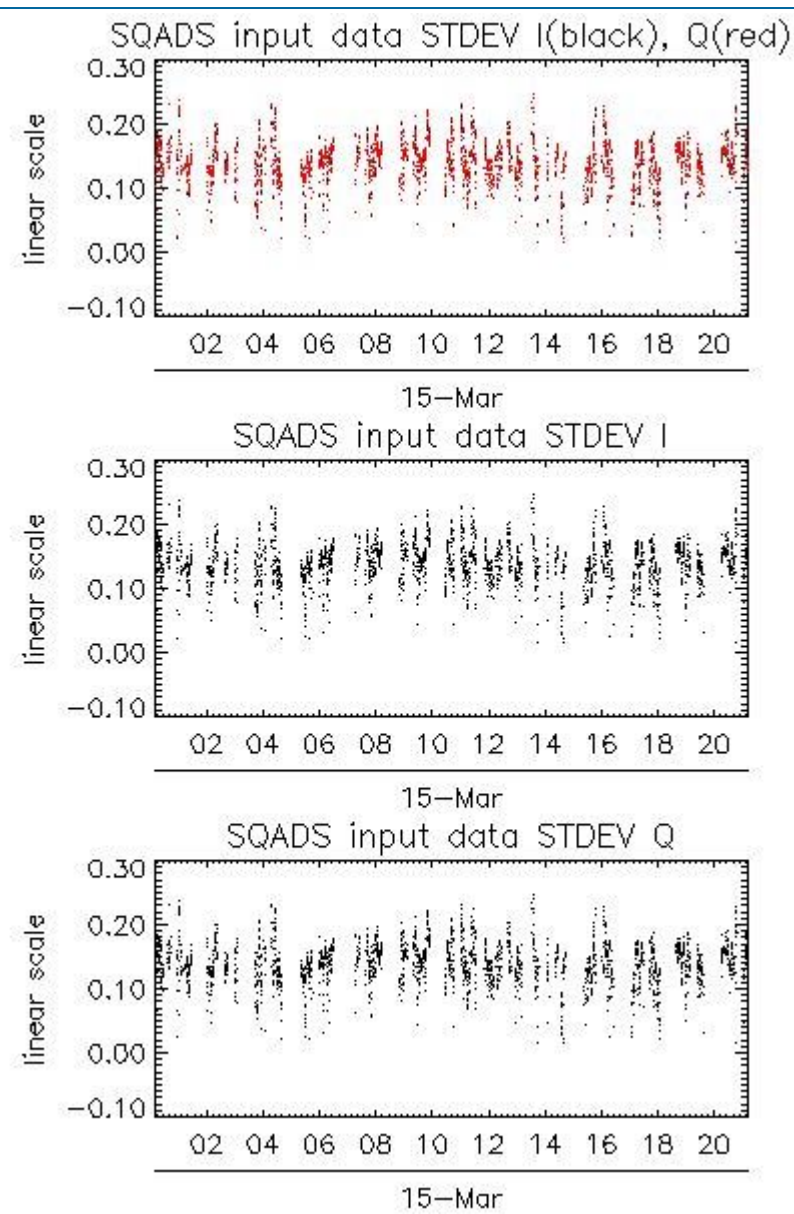 SQADS input data STDEV I(black), Q(red)
0.30
0.20
0.10
0.00
-0.10
linear scale
02 04 06 08 10 12 14 16 18 20
15-Mar
SQADS input data STDEV I
0.30
0.20
0.10
0.00
-0.10
linear scale
02 04 06 08 10 12 14 16 18 20
15-Mar
SQADS input data STDEV Q
0.30
0.20
0.10
0.00
-0.10
linear scale
02 04 06 08 10 12 14 16 18 20
15-Mar